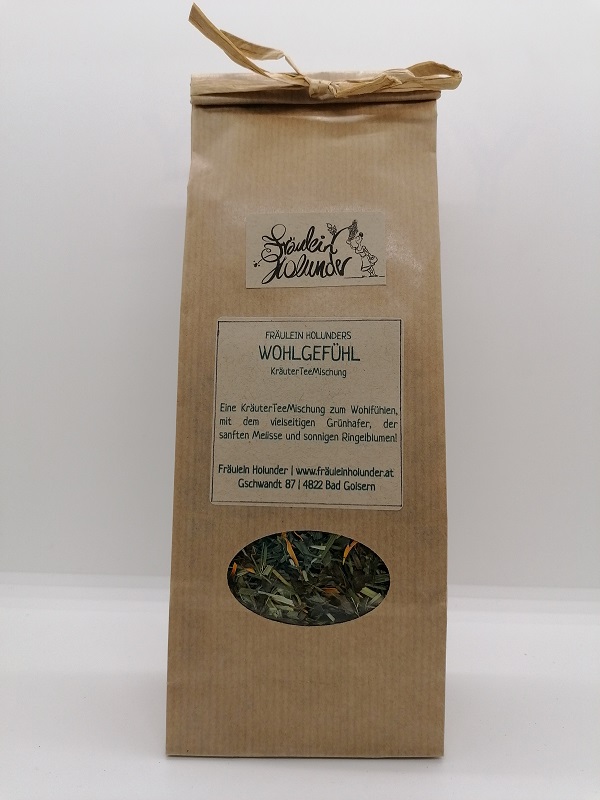 Fräulein
Holunder
FRÄULEIN HOLUNDERS
WOHLGEFÜHL
KräuterTeeMischung
Eine KräuterTeeMischung zum Wohlfühlen,
mit dem vielseitigen Grünhafer, der
sanften Melisse und sonnigen Ringelblumen!
Fräulein Holunder | www.fräuleinholunder.at
Gschwandt 87 | 4822 Bad Goisern